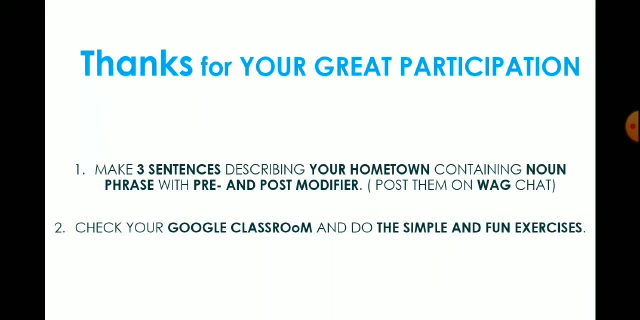 Thanks for YOUR GREAT PARTICIPATION
1. MAKE 3 SENTENCES DESCRIBING YOUR HOMETOWN CONTAINING NOUN
PHRASE WITH PRE- AND POST MODIFIER. ( POST THEM ON WAG CHAT)
2. CHECK YOUR GOOGLE CLASSROoM AND DO THE SIMPLE AND FUN EXERCISES.